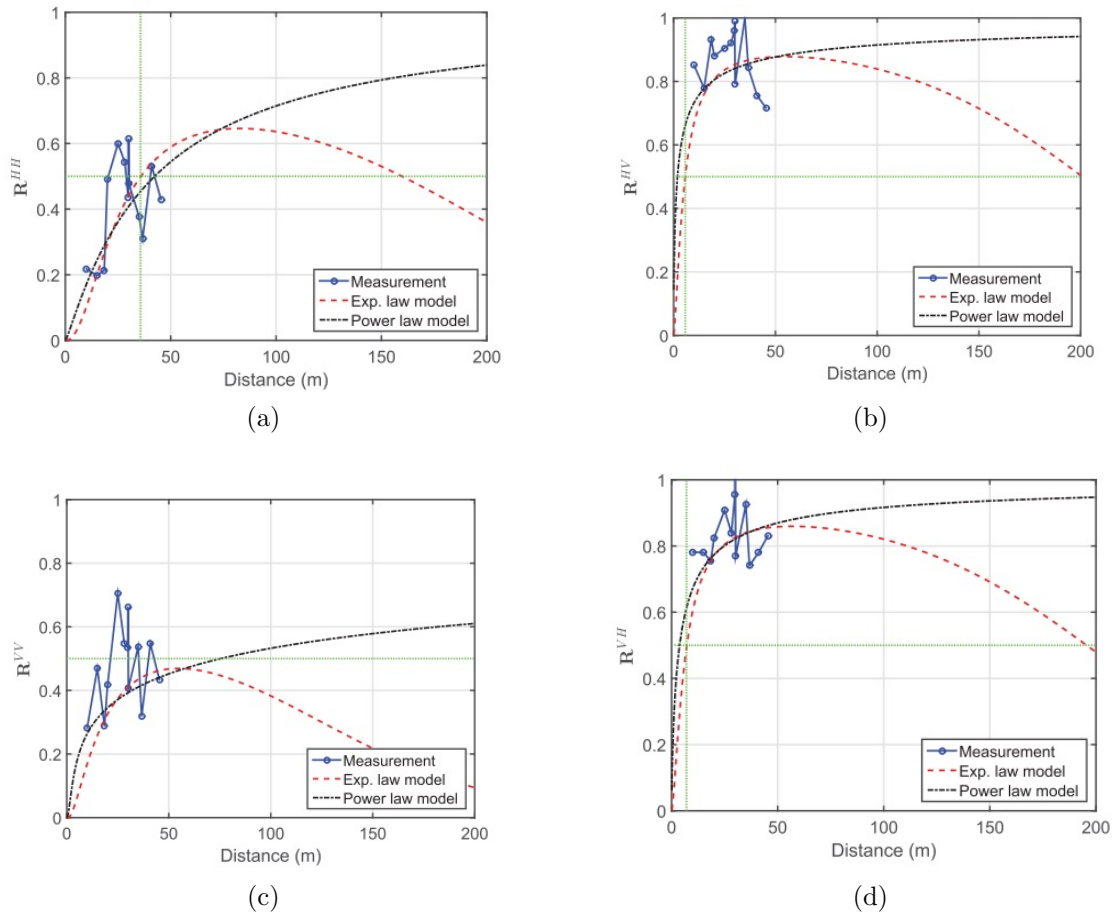 1
0.8
0.6
0.4
0.2
0
R^HH
0 50 100 150 200
Distance (m)
Measurement
Exp. law model
Power law model
(a)
1
0.8
0.6
0.4
0.2
0
R^HV
0 50 100 150 200
Distance (m)
Measurement
Exp. law model
Power law model
(b)
1
0.8
0.6
0.4
0.2
0
R^VV
0 50 100 150 200
Distance (m)
Measurement
Exp. law model
Power law model
(c)
1
0.8
0.6
0.4
0.2
0
R^VH
0 50 100 150 200
Distance (m)
Measurement
Exp. law model
Power law model
(d)